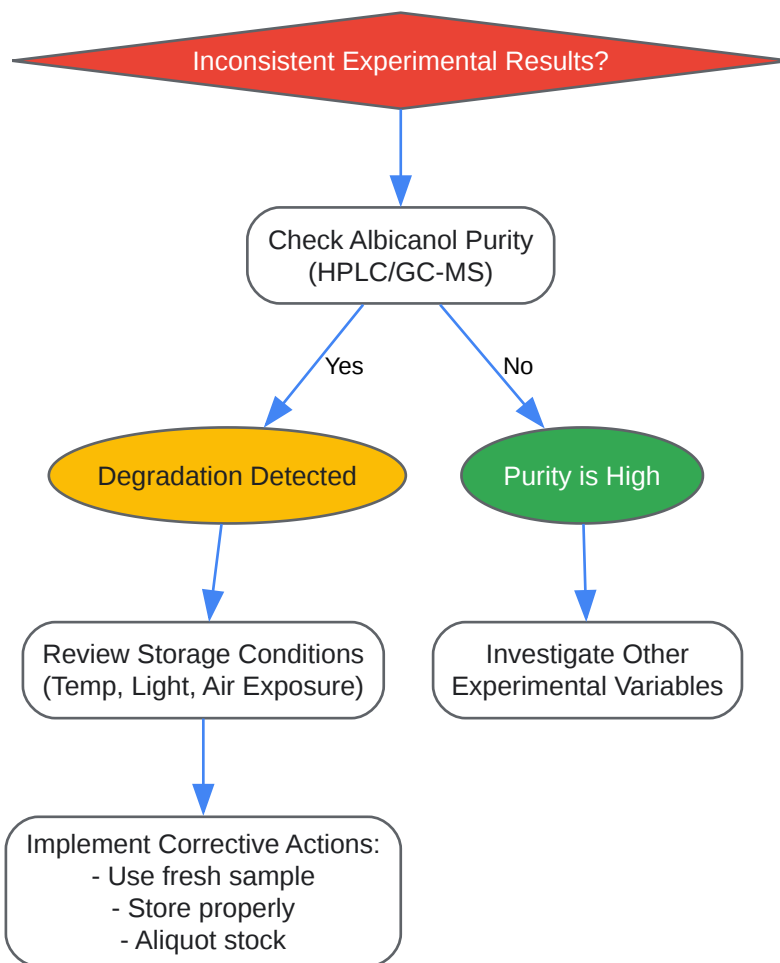 Inconsistent Experimental Results?
Check Albicanol Purity
(HPLC/GC-MS)
Yes
No
Degradation Detected
Purity is High
Review Storage Conditions
(Temp, Light, Air Exposure)
Investigate Other
Experimental Variables
Implement Corrective Actions:
- Use fresh sample
- Store properly
- Aliquot stock